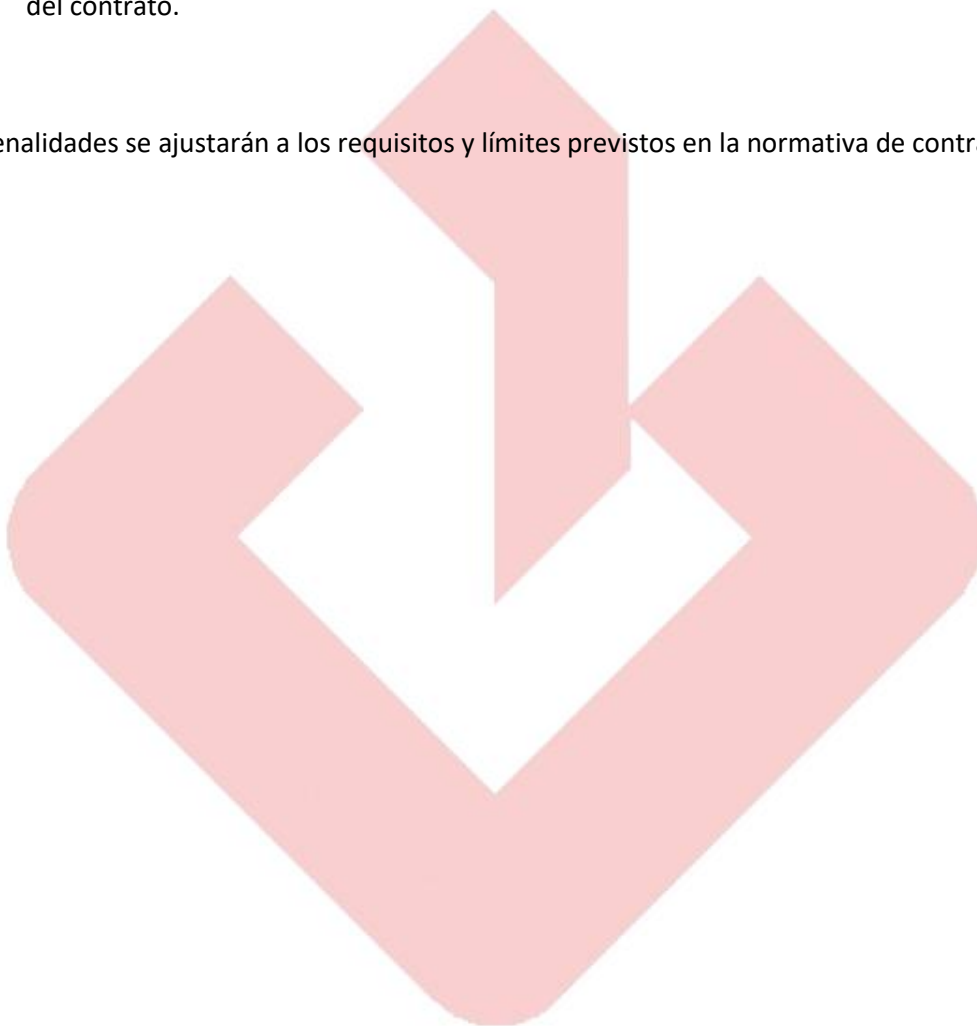 del contrato.
enalidades se ajustarán a los requisitos y límites previstos en la normativa de contra